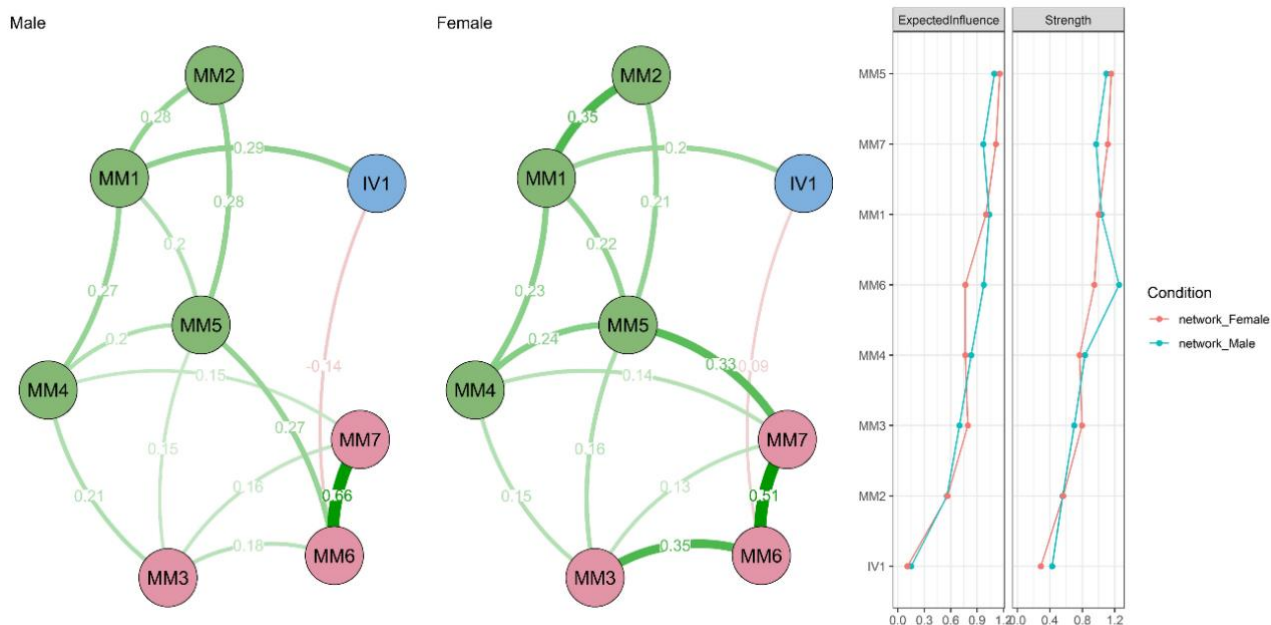 Male
MM2
0.28
0.29
MM1
IV1
0.28
0.2
0.27
MM5
0.2
-0.14
0.15
MM4
0.27
MM7
0.15
0.16
0.21
0.66
0.18
MM6
MM3
Female
MM2
0.35
0.2
MM1
IV1
0.21
0.22
0.23
MM5
0.24
0.33
0.09
0.14
MM4
MM7
0.16
0.13
0.15
0.51
0.35
MM6
MM3
ExpectedInfluence Strength
MM5
MM7
MM1
MM6
MM4
MM3
MM2
IV1
0.0 0.3 0.6 0.9 1.2 0.0 0.4 0.8 1.2
Condition
network_Female
network_Male